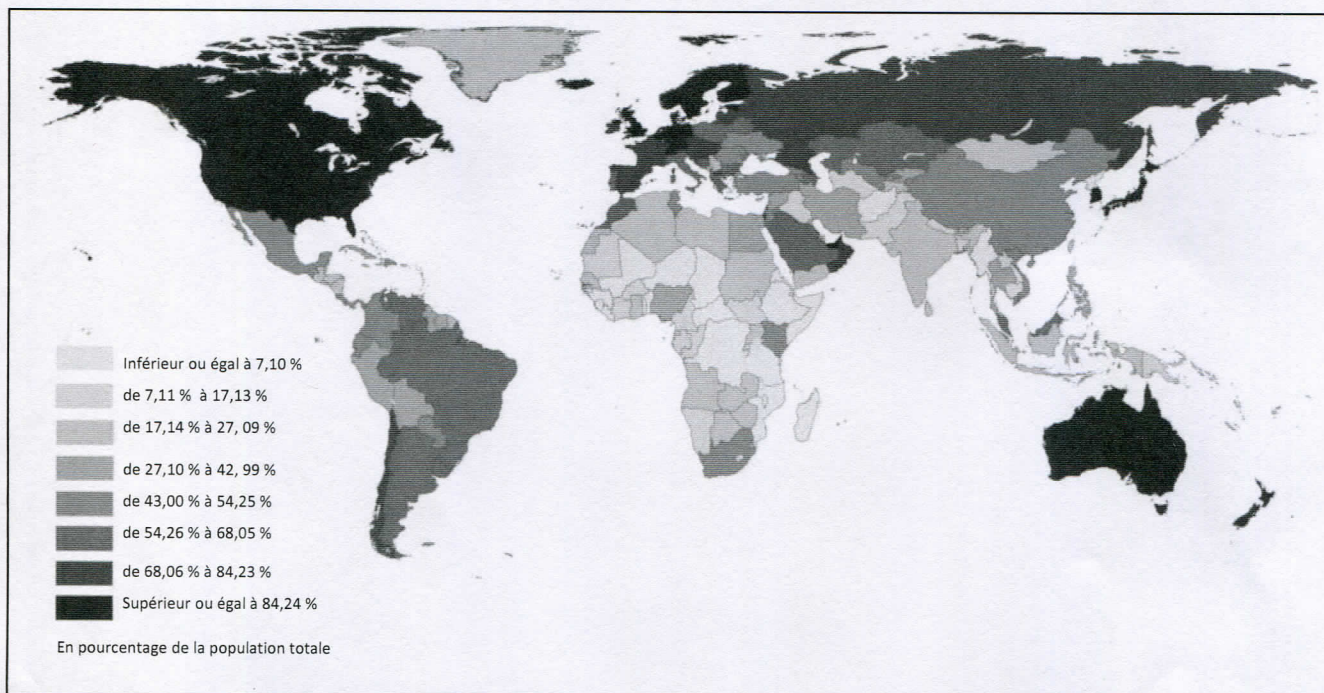 Inférieur ou égal à 7,10 %
de 7,11 % à 17,13 %
de 17,14 % à 27, 09 %
de 27,10 % à 42, 99 %
de 43,00 % à 54,25 %
de 54,26 % à 68,05 %
de 68,06 % à 84,23 %
Supérieur ou égal à 84,24 %
En pourcentage de la population totale